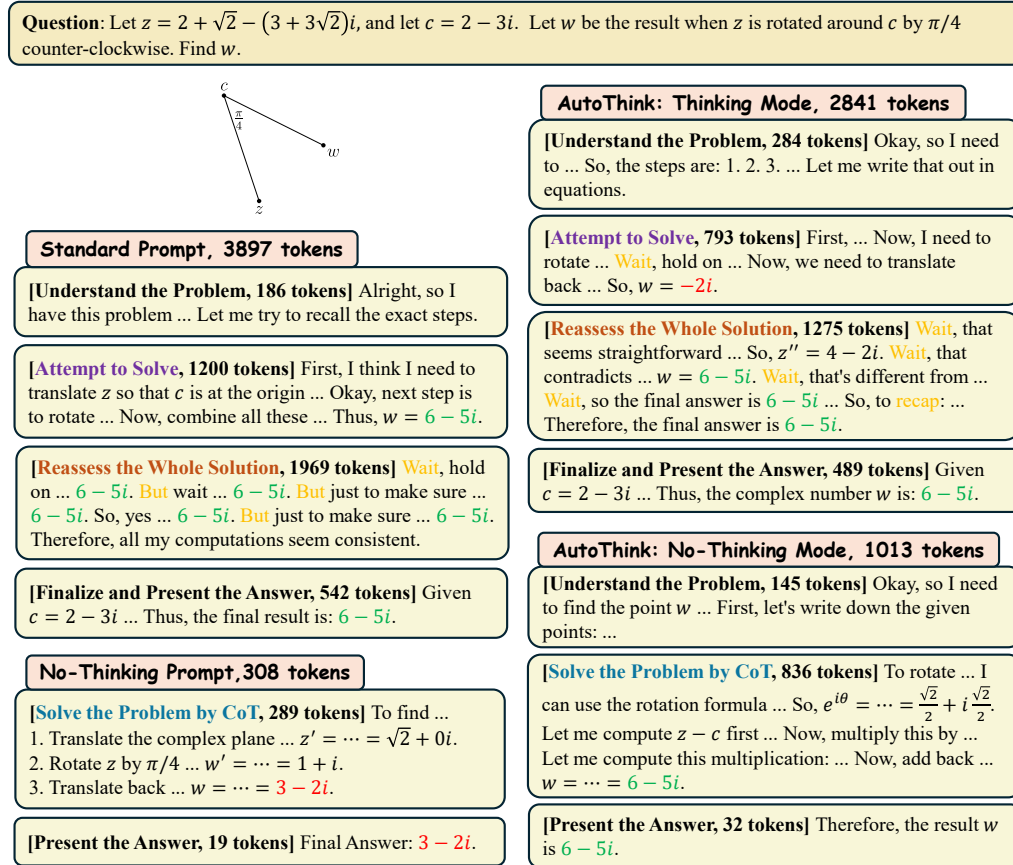 Question: Let z = 2 + √2 − (3 + 3√2)i, and let c = 2 − 3i. Let w be the result when z is rotated around c by π/4
counter-clockwise. Find w.
c
π/4
w
z
Standard Prompt, 3897 tokens
[Understand the Problem, 186 tokens] Alright, so I
have this problem ... Let me try to recall the exact steps.
[Attempt to Solve, 1200 tokens] First, I think I need to
translate z so that c is at the origin ... Okay, next step is
to rotate ... Now, combine all these ... Thus, w = 6 − 5i.
[Reassess the Whole Solution, 1969 tokens] Wait, hold
on ... 6 − 5i. But wait ... 6 − 5i. But just to make sure ...
6 − 5i. So, yes ... 6 − 5i. But just to make sure ... 6 − 5i.
Therefore, all my computations seem consistent.
[Finalize and Present the Answer, 542 tokens] Given
c = 2 − 3i ... Thus, the final result is: 6 − 5i.
No-Thinking Prompt,308 tokens
[Solve the Problem by CoT, 289 tokens] To find ...
1. Translate the complex plane ... z′ = ⋯ = √2 + 0i.
2. Rotate z by π/4 ... w′ = ⋯ = 1 + i.
3. Translate back ... w = ⋯ = 3 − 2i.
[Present the Answer, 19 tokens] Final Answer: 3 − 2i.
AutoThink: Thinking Mode, 2841 tokens
[Understand the Problem, 284 tokens] Okay, so I need
to ... So, the steps are: 1. 2. 3. ... Let me write that out in
equations.
[Attempt to Solve, 793 tokens] First, ... Now, I need to
rotate ... Wait, hold on ... Now, we need to translate
back ... So, w = −2i.
[Reassess the Whole Solution, 1275 tokens] Wait, that
seems straightforward ... So, z′′ = 4 − 2i. Wait, that
contradicts ... w = 6 − 5i. Wait, that's different from ...
Wait, so the final answer is 6 − 5i ... So, to recap: ...
Therefore, the final answer is 6 − 5i.
[Finalize and Present the Answer, 489 tokens] Given
c = 2 − 3i ... Thus, the complex number w is: 6 − 5i.
AutoThink: No-Thinking Mode, 1013 tokens
[Understand the Problem, 145 tokens] Okay, so I need
to find the point w ... First, let's write down the given
points: ...
[Solve the Problem by CoT, 836 tokens] To rotate ... I
can use the rotation formula ... So, e^{iθ} = ⋯ = √2/2 + i √2/2.
Let me compute z − c first ... Now, multiply this by ...
Let me compute this multiplication: ... Now, add back ...
w = ⋯ = 6 − 5i.
[Present the Answer, 32 tokens] Therefore, the result w
is 6 − 5i.